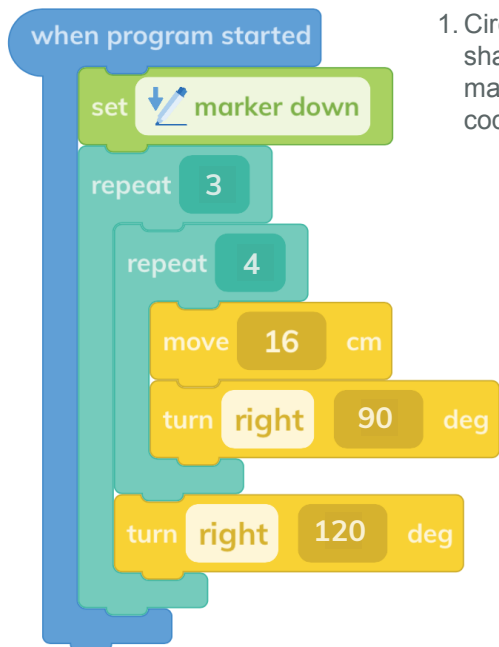 when program started
set marker down
repeat 3
repeat 4
move 16 cm
turn right 90 deg
turn right 120 deg
1. Cir
sha
ma